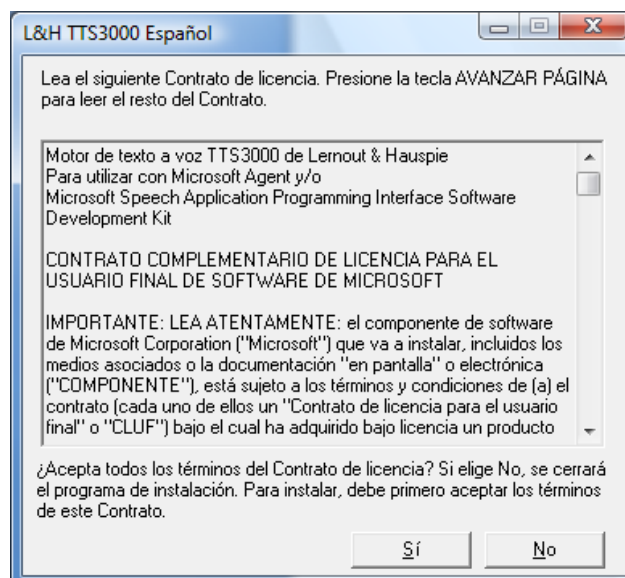 L&H TTS3000 Español
Lea el siguiente Contrato de licencia. Presione la tecla AVANZAR PÁGINA
para leer el resto del Contrato.
Motor de texto a voz TTS3000 de Lernout & Hauspie
Para utilizar con Microsoft Agent y/o
Microsoft Speech Application Programming Interface Software
Development Kit
CONTRATO COMPLEMENTARIO DE LICENCIA PARA EL
USUARIO FINAL DE SOFTWARE DE MICROSOFT
IMPORTANTE: LEA ATENTAMENTE: el componente de software
de Microsoft Corporation ("Microsoft") que va a instalar, incluidos los
medios asociados o la documentación "en pantalla" o electrónica
("COMPONENTE"), está sujeto a los términos y condiciones de (a) el
contrato (cada uno de ellos un "Contrato de licencia para el usuario
final" o "CLUF") bajo el cual ha adquirido bajo licencia un producto
¿Acepta todos los términos del Contrato de licencia? Si elige No, se cerrará
el programa de instalación. Para instalar, debe primero aceptar los términos
de este Contrato.
Sí No